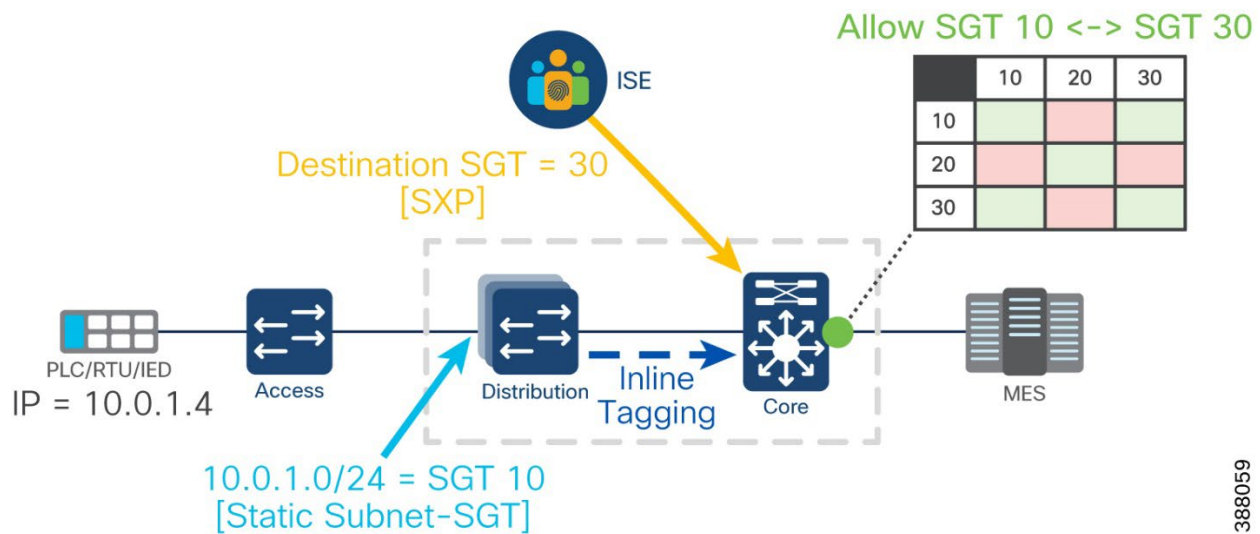 Allow SGT 10 <-> SGT 30
10 20 30
10
20
30
ISE
Destination SGT = 30
[SXP]
PLC/RTU/IED
IP = 10.0.1.4
Access
Distribution
Inline
Tagging
Core
MES
10.0.1.0/24 = SGT 10
[Static Subnet-SGT]
388059